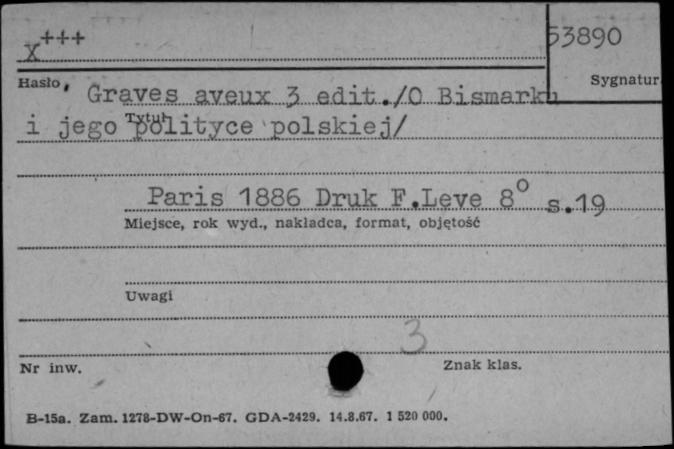 X+++
53890
Hasło,
Sygnatur
Graves aveux 3 edit./O Bismarku
Tytuł
i jego polityce polskiej/
Paris 1886 Druk F.Leve 8° s.19
Miejsce, rok wyd., nakładca, format, objętość
Uwagi
3
Nr inw.
Znak klas.
B-15a. Zam. 1278-DW-On-67. GDA-2429. 14.8.67. 1 520 000.